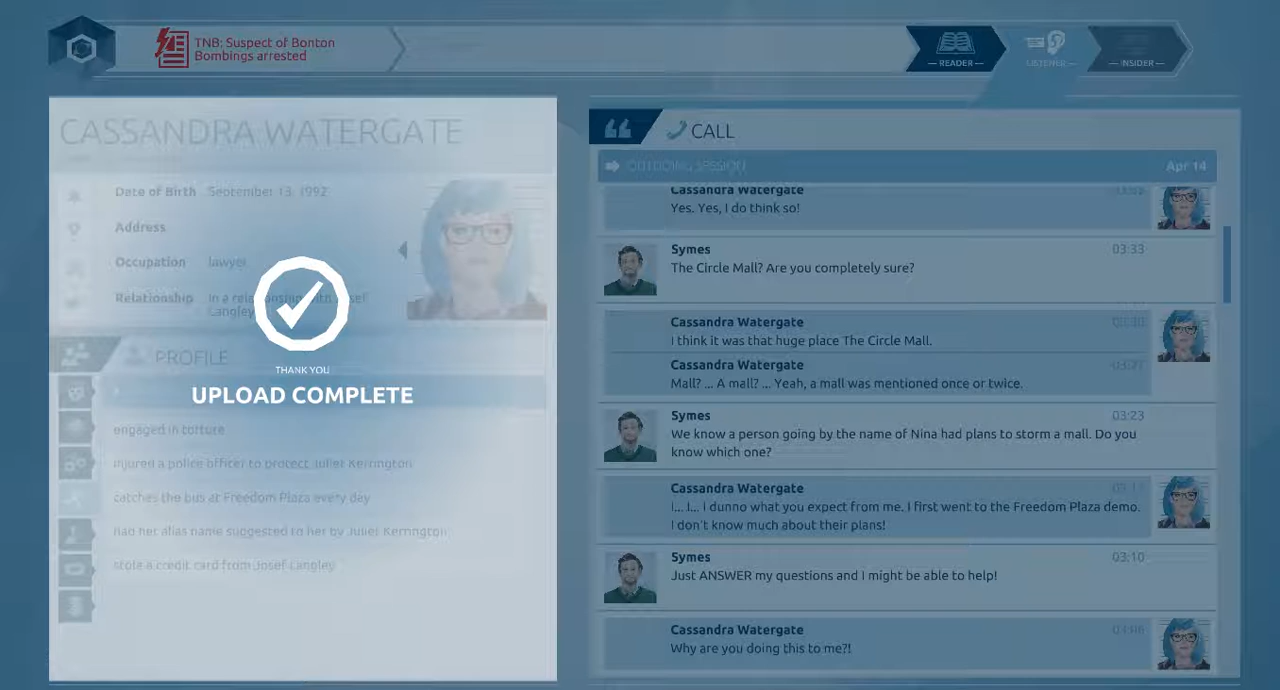 TNB: Suspect of Bonton
Bombings arrested
— READER —
LISTENER —
— INSIDER —
CASSANDRA WATERGATE
Date of Birth September 13, 1992
Address
Occupation lawyer
Relationship In a relationship with Josef
Langley
PROFILE
THANK YOU
UPLOAD COMPLETE
engaged in torture
injured a police officer to protect Juliet Kerrington
catches the bus at Freedom Plaza every day
had her alias name suggested to her by Juliet Kerrington
stole a credit card from Josef Langley
CALL
OUTGOING SESSION Apr 14
Cassandra Watergate
Yes. Yes, I do think so!
Symes 03:33
The Circle Mall? Are you completely sure?
Cassandra Watergate
I think it was that huge place The Circle Mall.
Cassandra Watergate 03:27
Mall? ... A mall? ... Yeah, a mall was mentioned once or twice.
Symes 03:23
We know a person going by the name of Nina had plans to storm a mall. Do you
know which one?
Cassandra Watergate
I... I... I dunno what you expect from me. I first went to the Freedom Plaza demo.
I don't know much about their plans!
Symes 03:10
Just ANSWER my questions and I might be able to help!
Cassandra Watergate
Why are you doing this to me?!